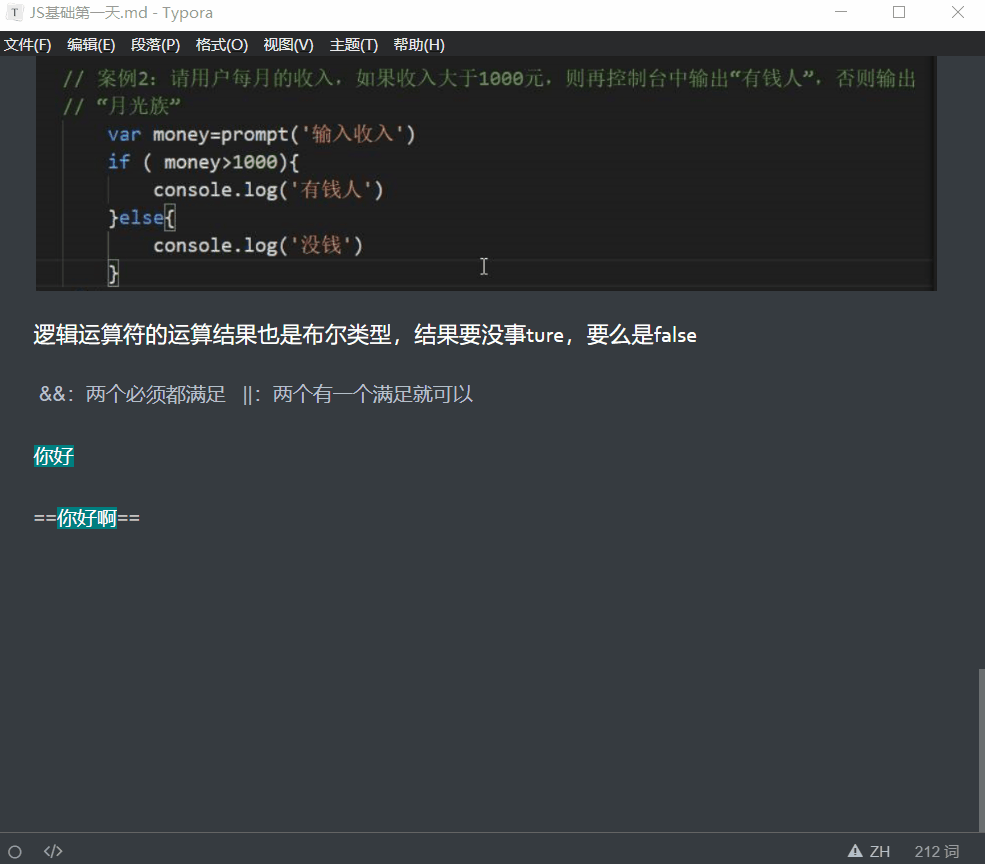 JS基础第一天.md - Typora
文件(F) 编辑(E) 段落(P) 格式(O) 视图(V) 主题(T) 帮助(H)
// 案例2：请用户每月的收入，如果收入大于1000元，则再控制台中输出“有钱人”，否则输出
// “月光族”
var money=prompt('输入收入')
if ( money>1000){
console.log('有钱人')
}else{
console.log('没钱')
}
逻辑运算符的运算结果也是布尔类型，结果要没事ture，要么是false
&&：两个必须都满足 ||：两个有一个满足就可以
你好
==你好啊==
</> ZH 212 词